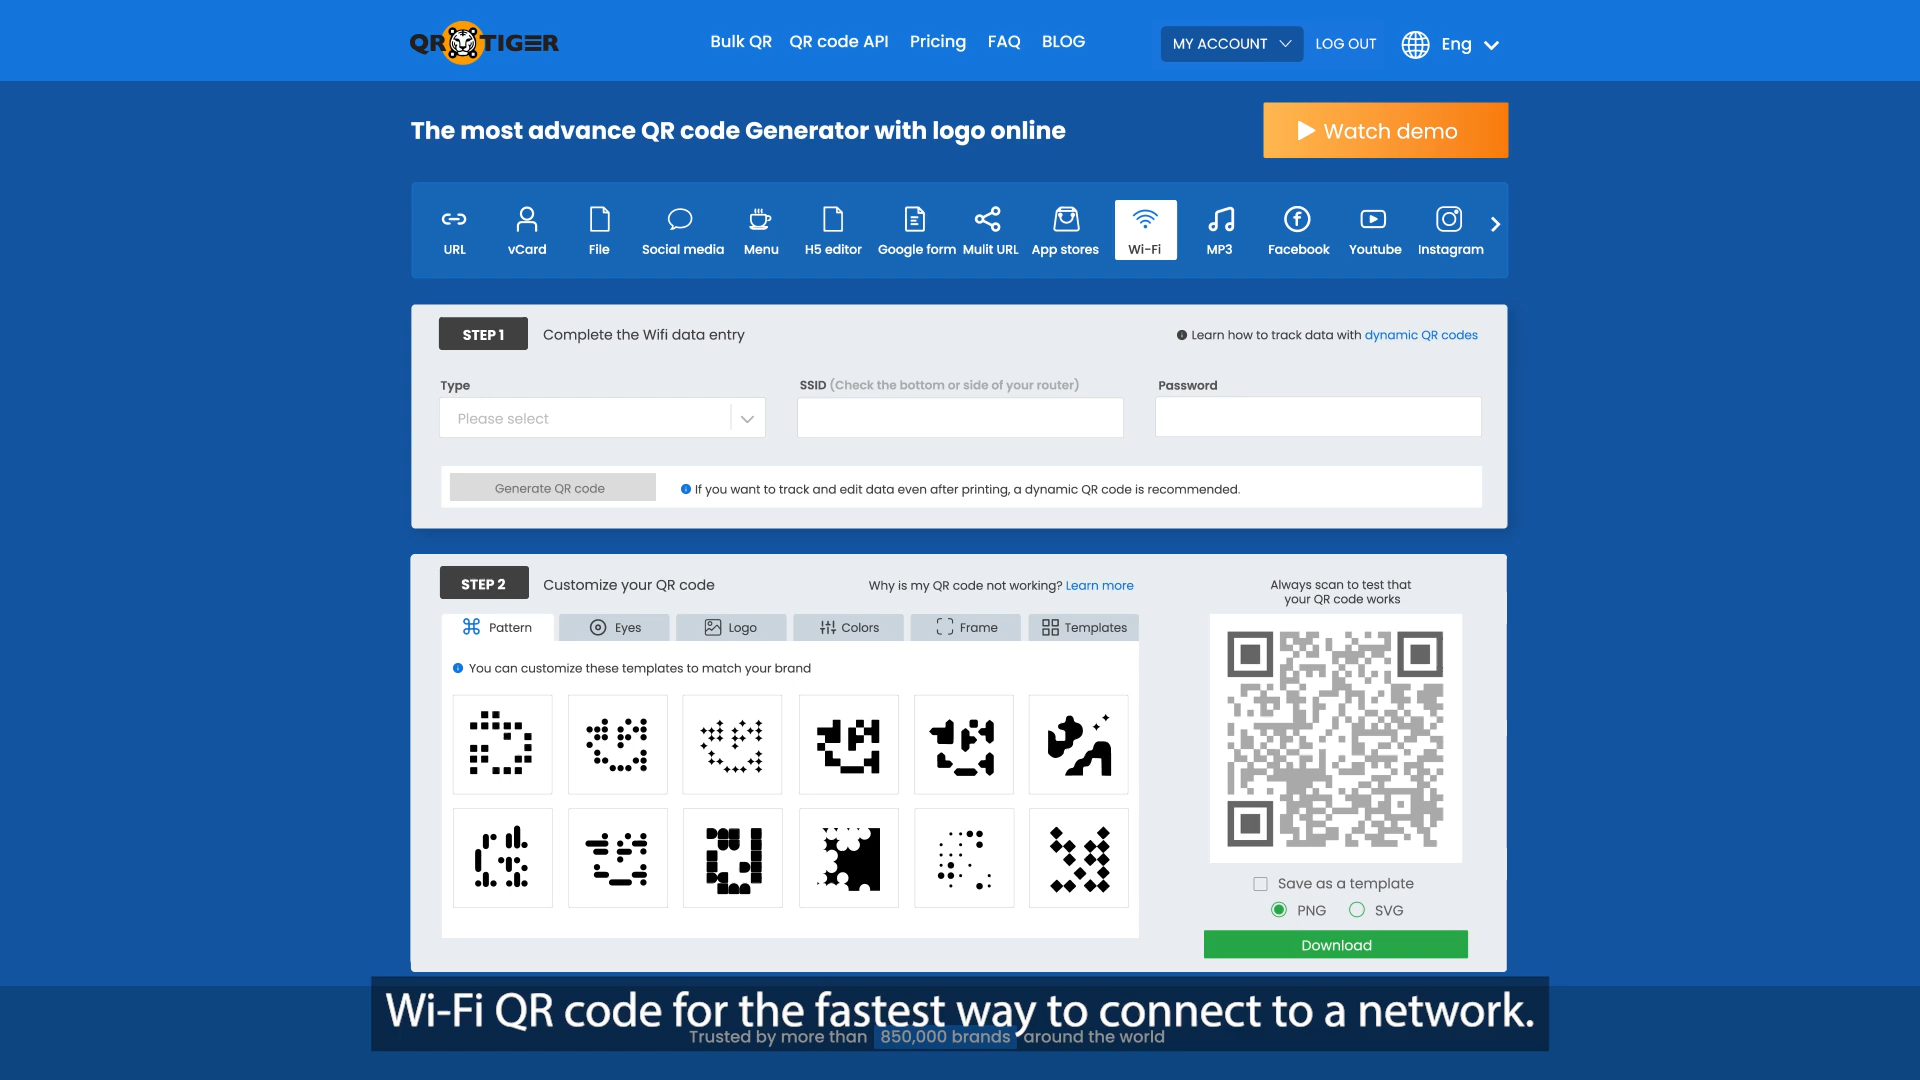 QR TIGER
Bulk QR QR code API Pricing FAQ BLOG
MY ACCOUNT LOG OUT Eng
The most advance QR code Generator with logo online
Watch demo
URL vCard File Social media Menu H5 editor Google form Mulit URL App stores Wi-Fi MP3 Facebook Youtube Instagram
STEP 1 Complete the Wifi data entry
Learn how to track data with dynamic QR codes
Type SSID (Check the bottom or side of your router) Password
Please select
Generate QR code If you want to track and edit data even after printing, a dynamic QR code is recommended.
STEP 2 Customize your QR code Why is my QR code not working? Learn more
Always scan to test that
your QR code works
Pattern Eyes Logo Colors Frame Templates
You can customize these templates to match your brand
Save as a template
PNG SVG
Download
Wi-Fi QR code for the fastest way to connect to a network.
Trusted by more than 850,000 brands around the world